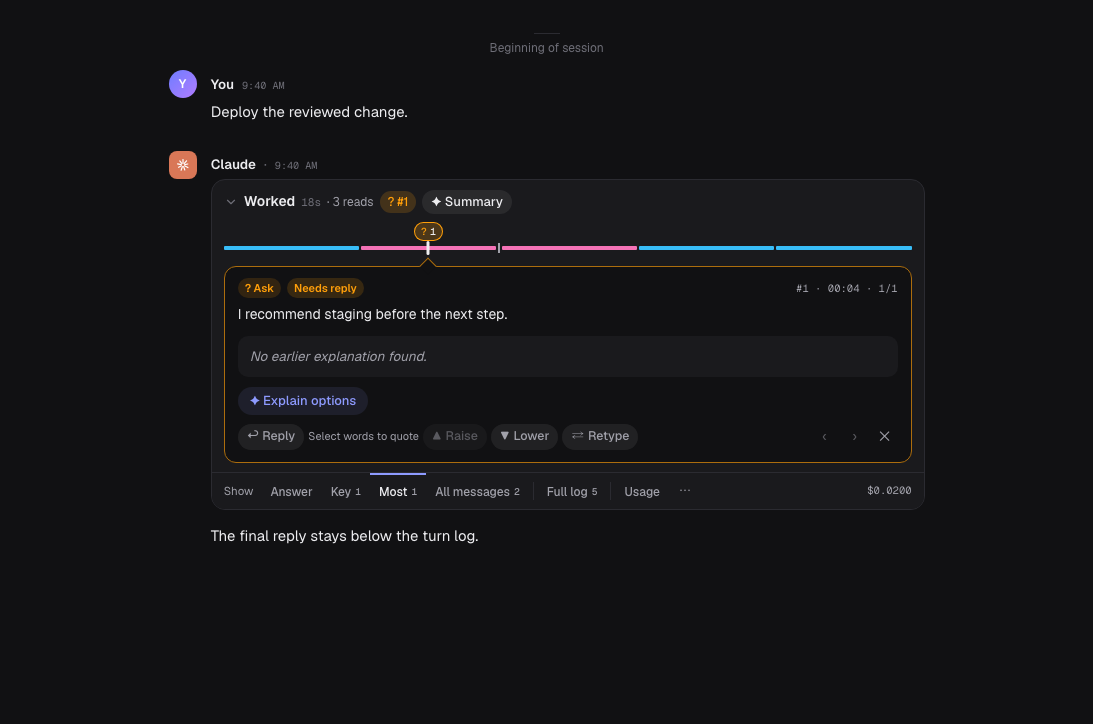 Beginning of session
Y You 9:40 AM
Deploy the reviewed change.
Claude · 9:40 AM
Worked 18s · 3 reads ? #1 ✦ Summary
? 1
? Ask Needs reply #1 · 00:04 · 1/1
I recommend staging before the next step.
No earlier explanation found.
✦ Explain options
↩ Reply Select words to quote ▲ Raise ▼ Lower ⇄ Retype ‹ › ×
Show Answer Key 1 Most 1 All messages 2 Full log 5 Usage ··· $0.0200
The final reply stays below the turn log.